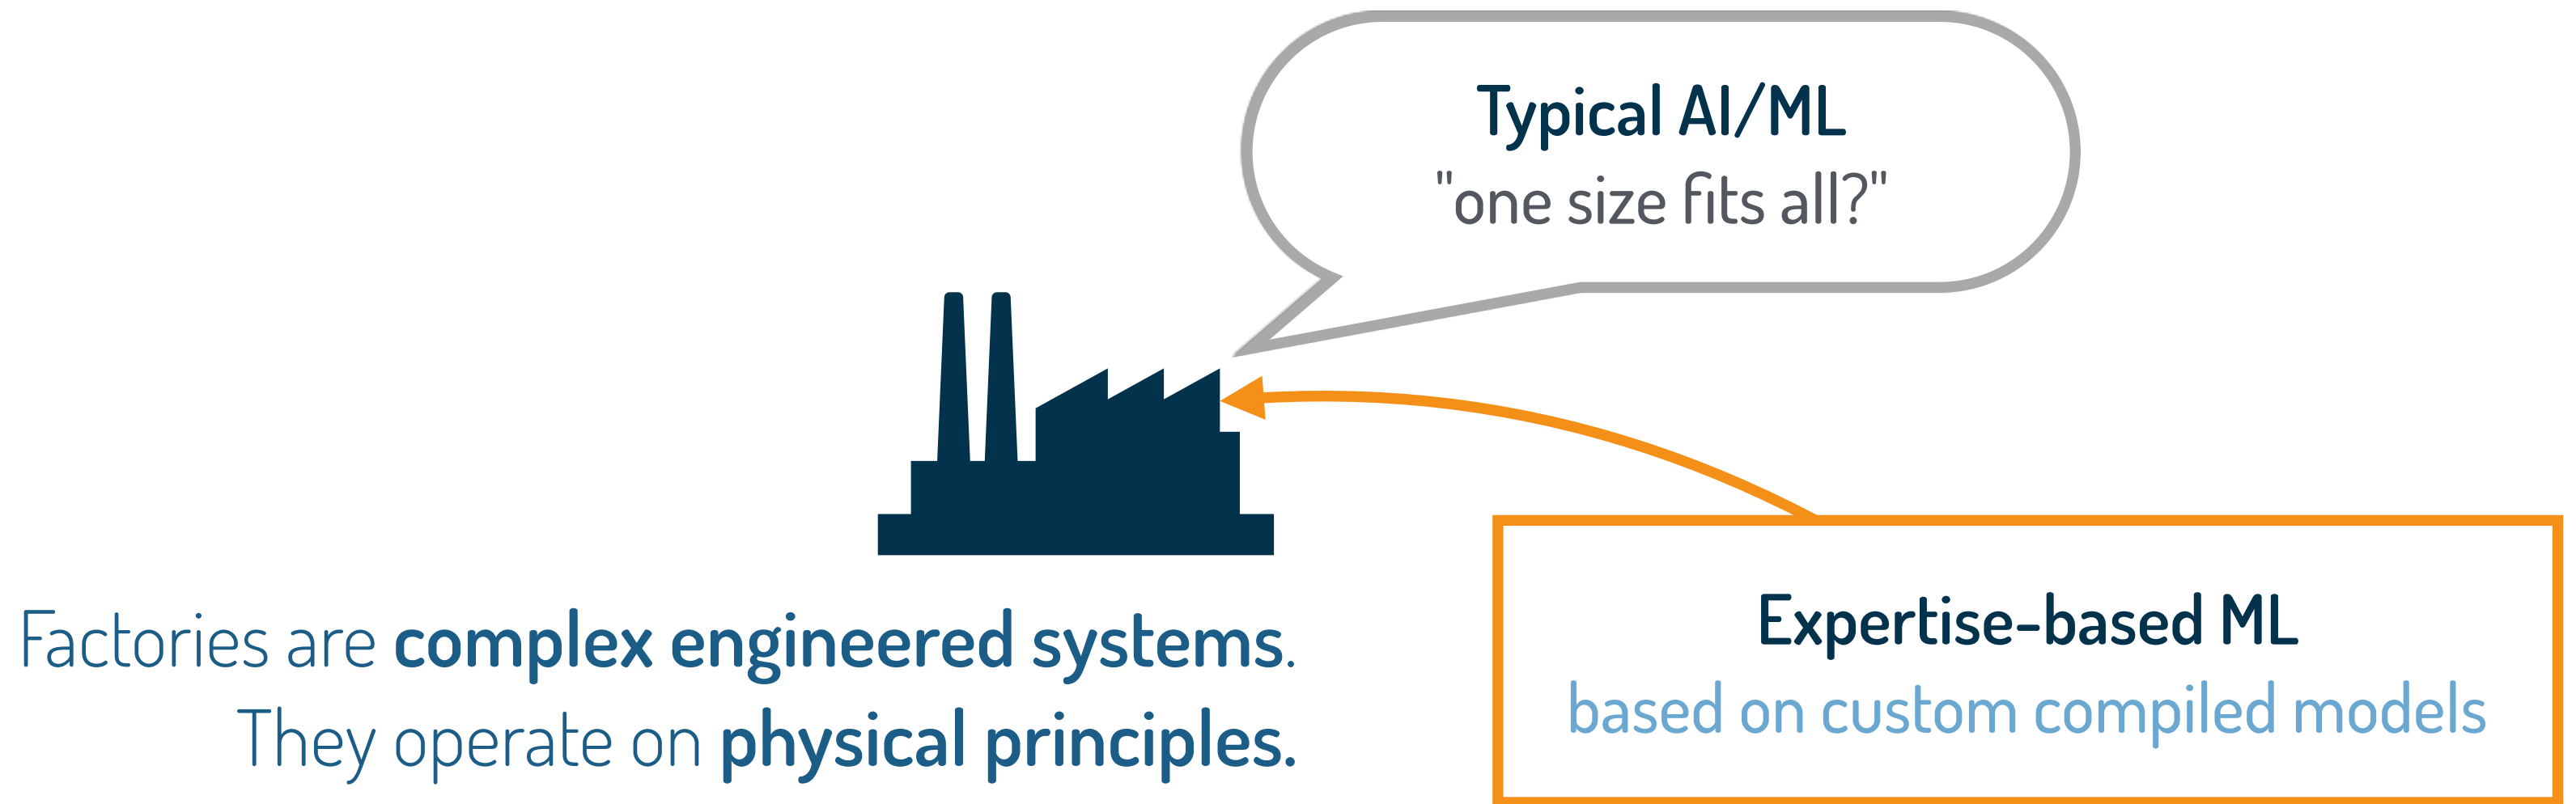 Typical AI/ML
"one size fits all?"
Factories are complex engineered systems.
They operate on physical principles.
Expertise-based ML
based on custom compiled models